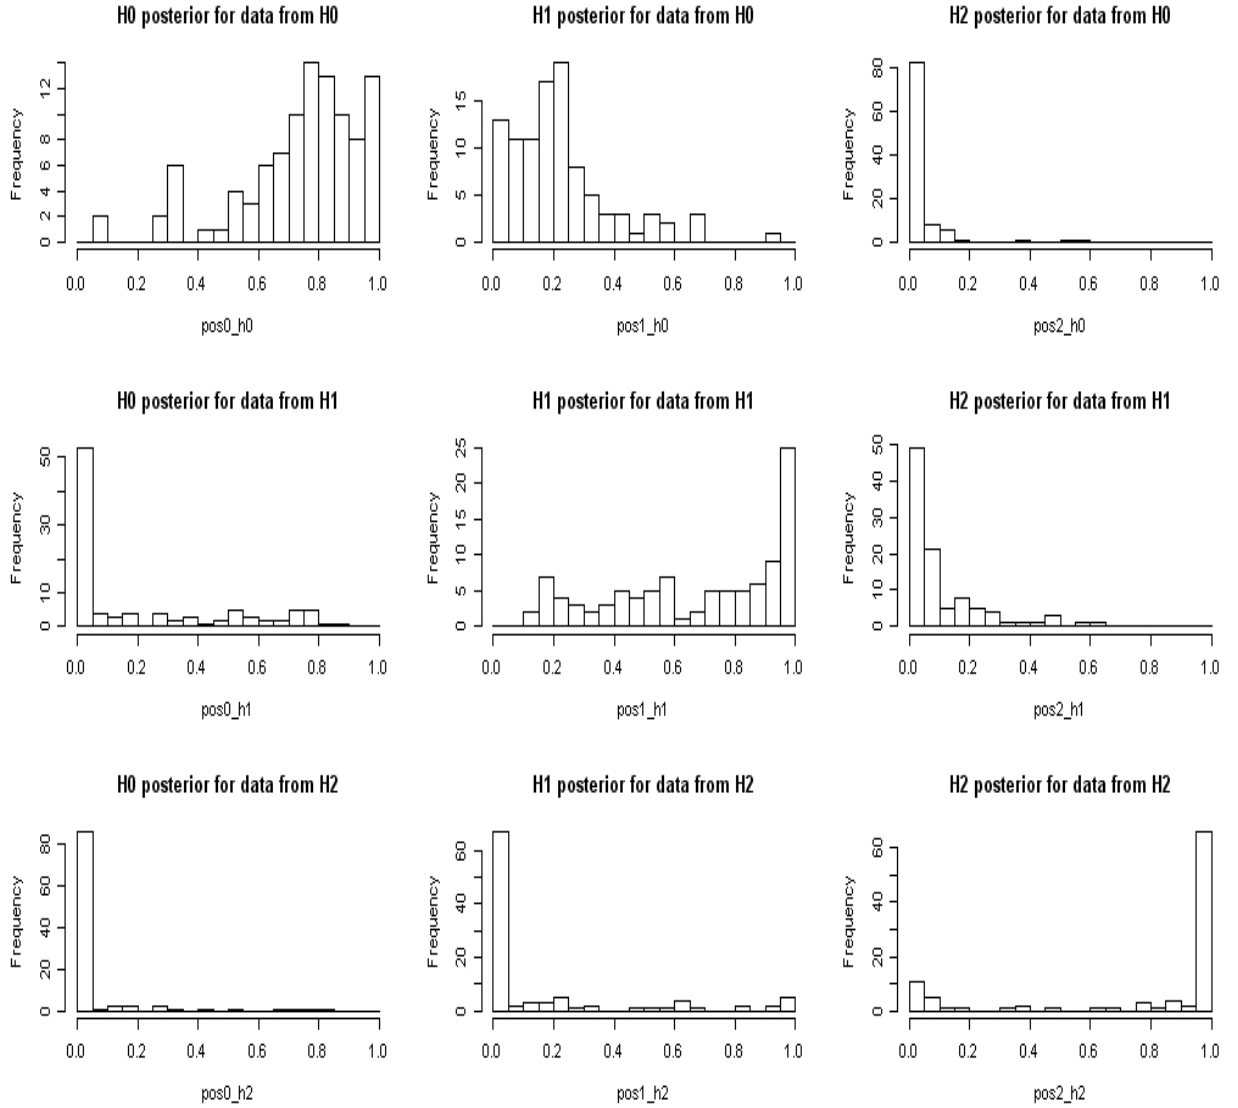 H0 posterior for data from H0
Frequency
0 2 4 6 8 12
0.0 0.2 0.4 0.6 0.8 1.0
pos0_h0
H1 posterior for data from H0
Frequency
0 5 10 15
0.0 0.2 0.4 0.6 0.8 1.0
pos1_h0
H2 posterior for data from H0
Frequency
0 20 40 60 80
0.0 0.2 0.4 0.6 0.8 1.0
pos2_h0
H0 posterior for data from H1
Frequency
0 10 30 50
0.0 0.2 0.4 0.6 0.8 1.0
pos0_h1
H1 posterior for data from H1
Frequency
0 5 10 15 20 25
0.0 0.2 0.4 0.6 0.8 1.0
pos1_h1
H2 posterior for data from H1
Frequency
0 10 20 30 40 50
0.0 0.2 0.4 0.6 0.8 1.0
pos2_h1
H0 posterior for data from H2
Frequency
0 20 40 60 80
0.0 0.2 0.4 0.6 0.8 1.0
pos0_h2
H1 posterior for data from H2
Frequency
0 20 40 60
0.0 0.2 0.4 0.6 0.8 1.0
pos1_h2
H2 posterior for data from H2
Frequency
0 20 40 60
0.0 0.2 0.4 0.6 0.8 1.0
pos2_h2